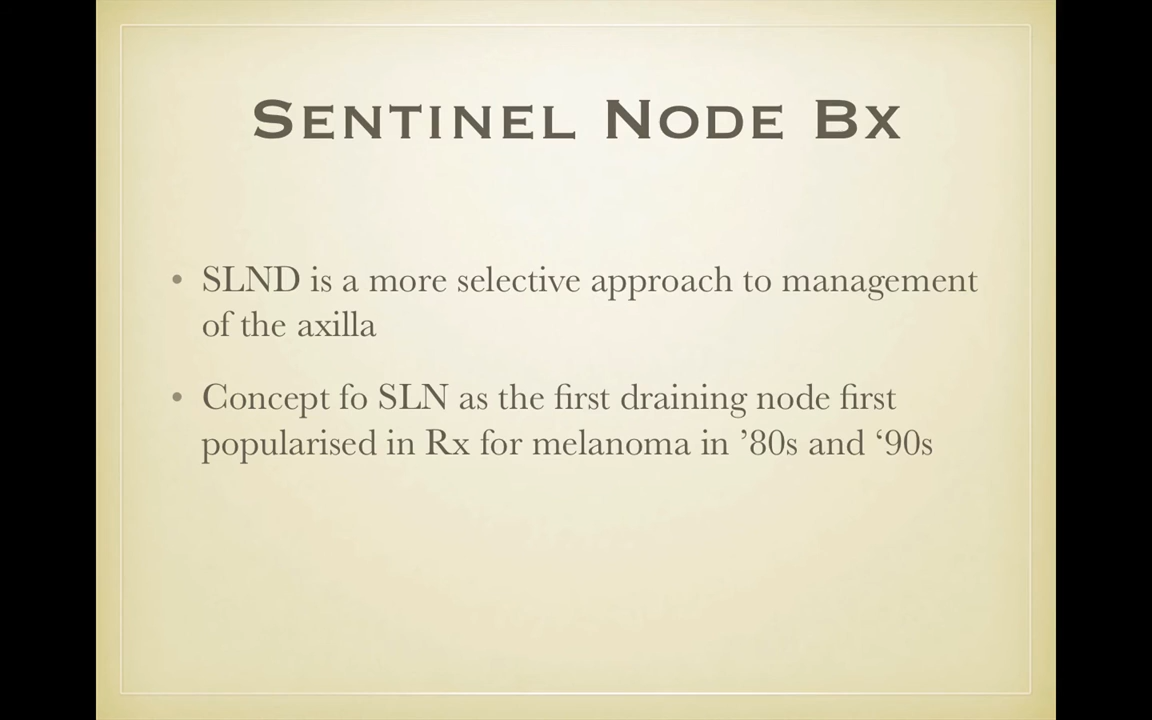 Sentinel Node Bx
• SLND is a more selective approach to management
of the axilla
• Concept fo SLN as the first draining node first
popularised in Rx for melanoma in ’80s and ‘90s